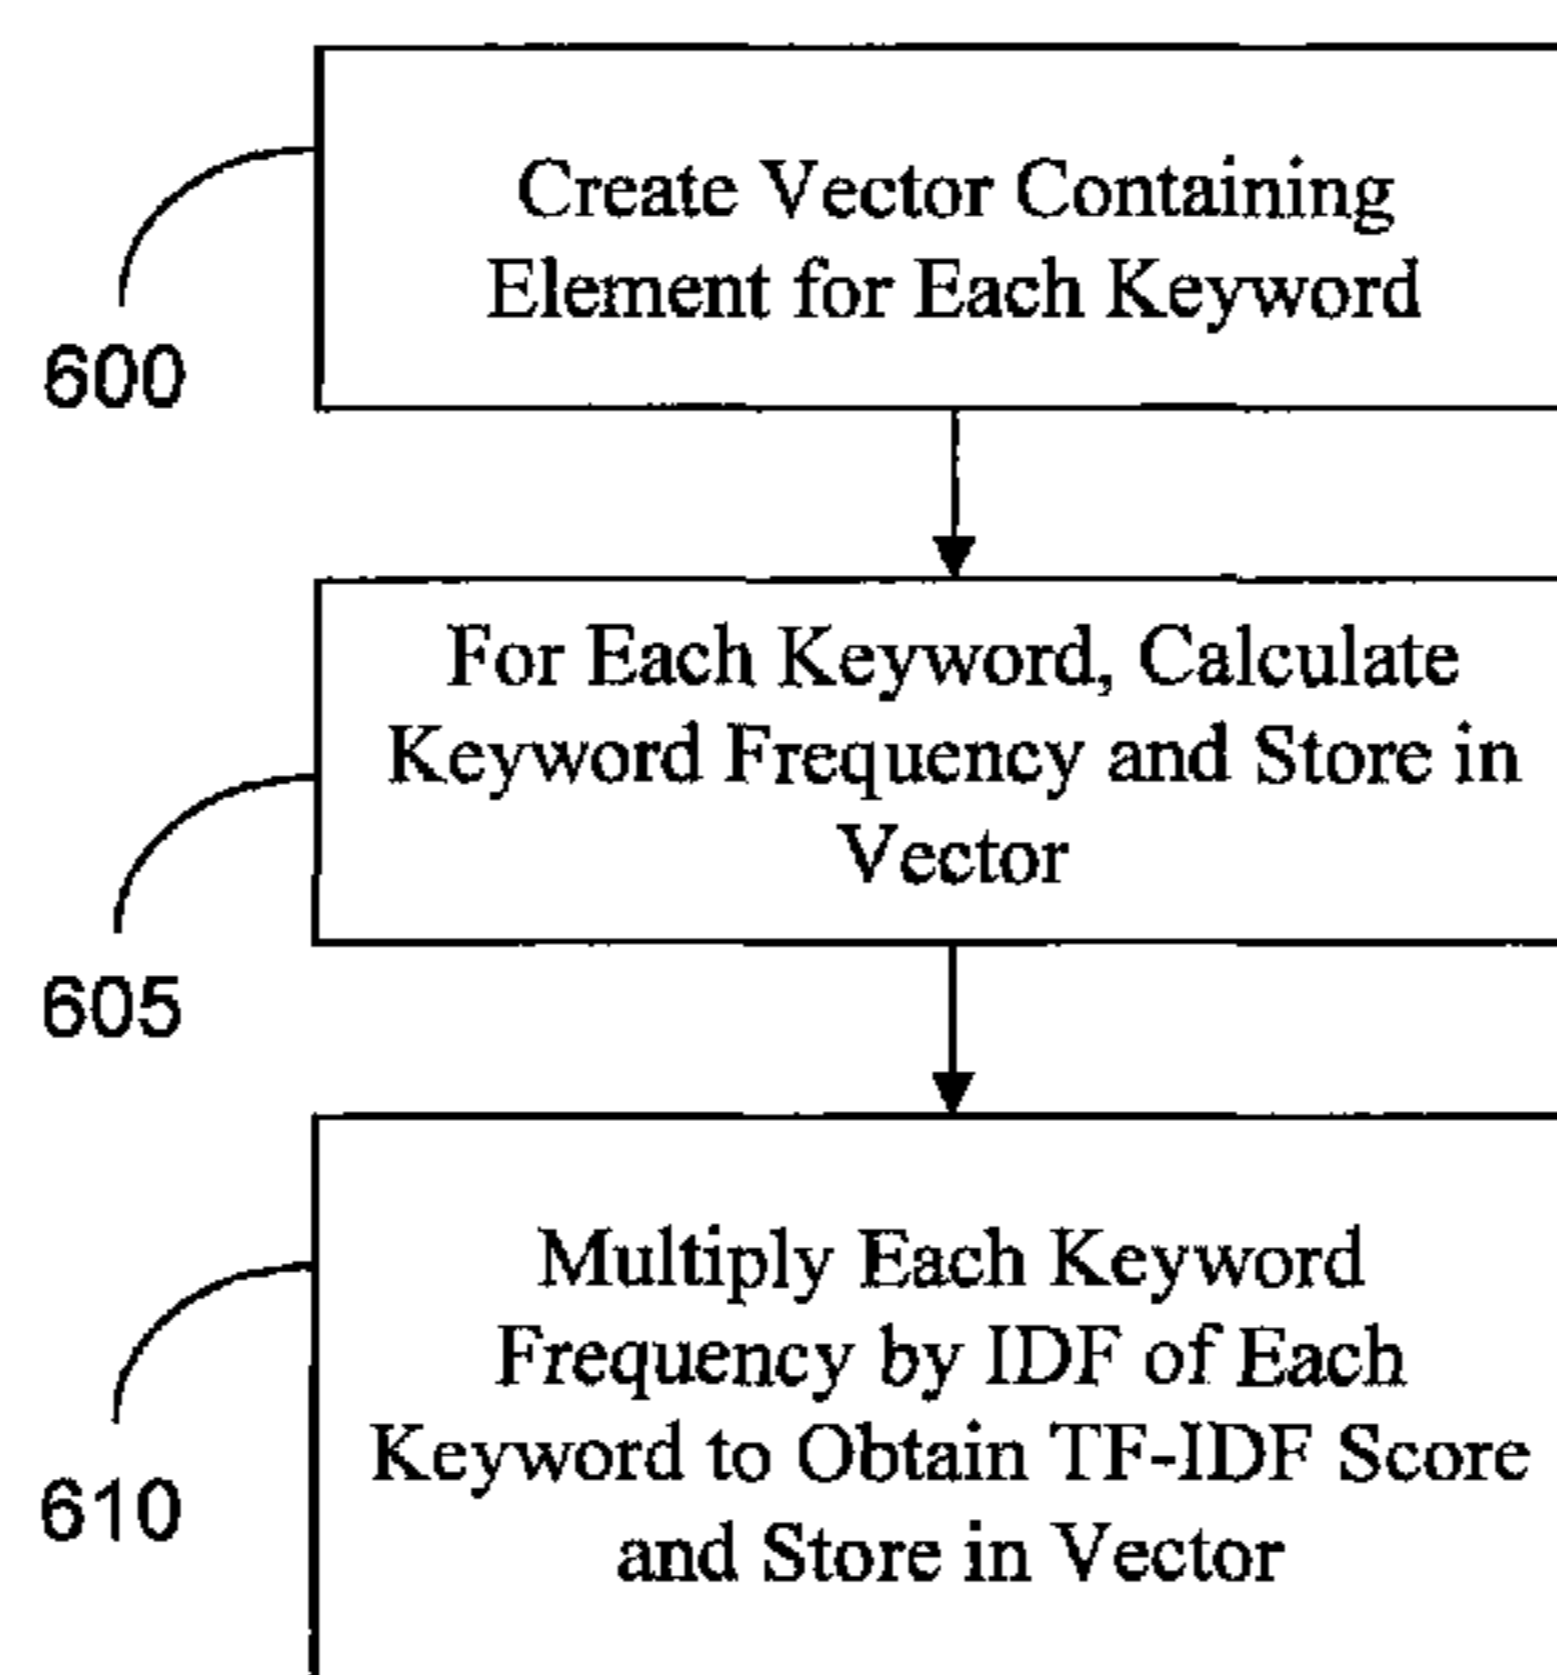 Create Vector Containing
Element for Each Keyword
600
For Each Keyword, Calculate
Keyword Frequency and Store in
Vector
605
Multiply Each Keyword
Frequency by IDF of Each
Keyword to Obtain TF-IDF Score
and Store in Vector
610